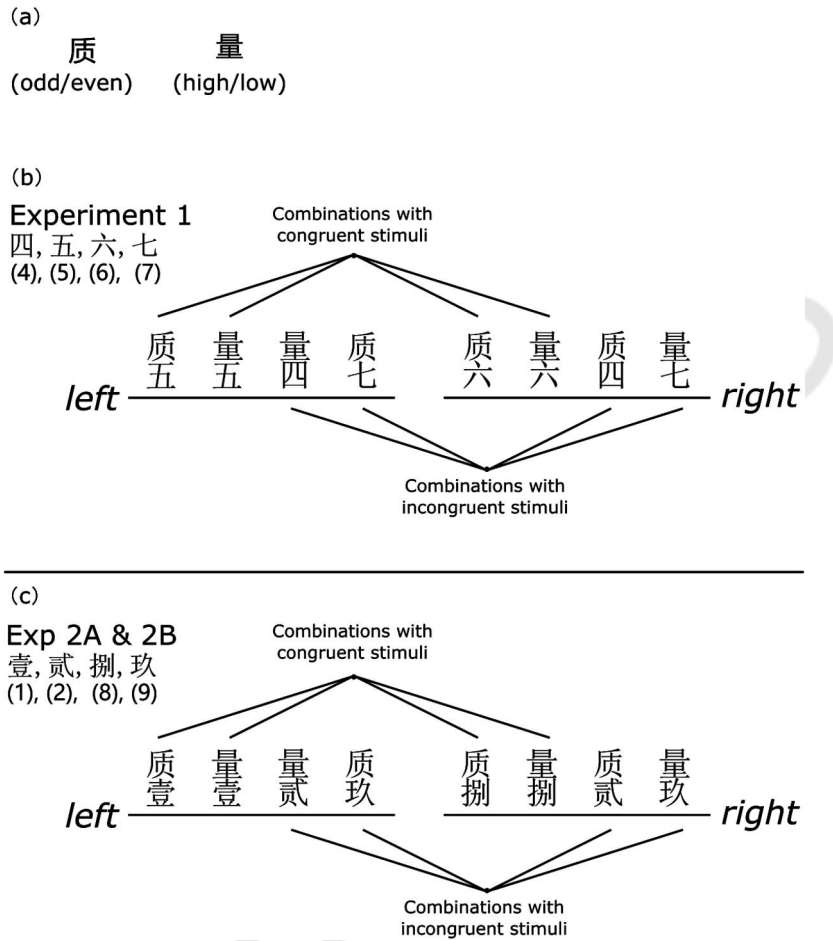 (a)
质 量
(odd/even) (high/low)
(b)
Experiment 1
四, 五, 六, 七
(4), (5), (6), (7)
Combinations with
congruent stimuli
质 量 量 质 质 量 质 量
五 五 四 七 六 六 四 七
left right
Combinations with
incongruent stimuli
(c)
Exp 2A & 2B
壹, 贰, 捌, 玖
(1), (2), (8), (9)
Combinations with
congruent stimuli
质 量 量 质 质 量 质 量
壹 壹 贰 玖 捌 捌 贰 玖
left right
Combinations with
incongruent stimuli